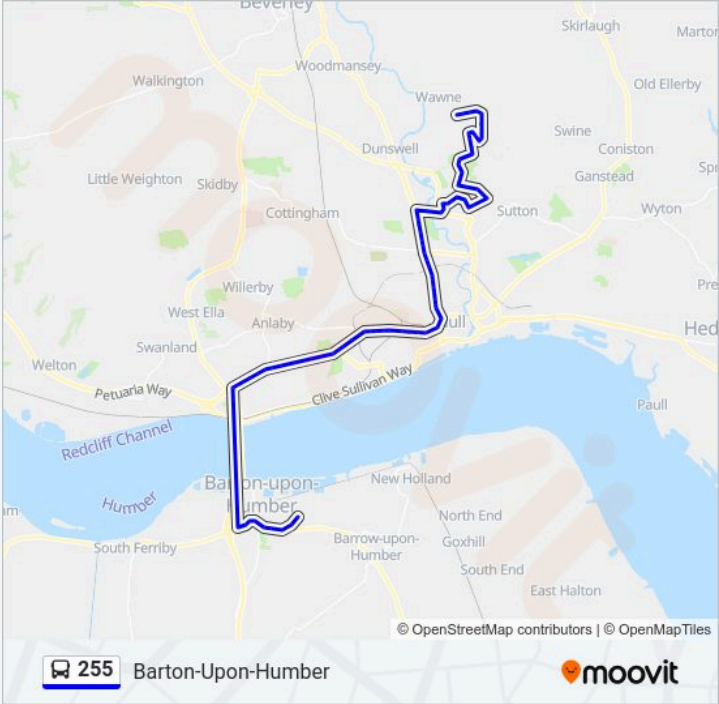 Beverley
Skirlaugh
Marton
Woodmansey
Walkington
Old Ellerby
Wawne
Swine
Dunswell
Coniston
Little Weighton
Skidby
Ganstead
Cottingham
Sutton
Wyton
Willerby
West Ella
Anlaby
ull
Hed
Swanland
Welton
Petuaria Way
Clive Sullivan Way
Paull
Redcliff Channel
Humber
Barton-upon-
Humber
New Holland
North End
South Ferriby
Barrow-upon-
Humber
Goxhill
South End
East Halton
© OpenStreetMap contributors | © OpenMapTiles
255 Barton-Upon-Humber
moovit